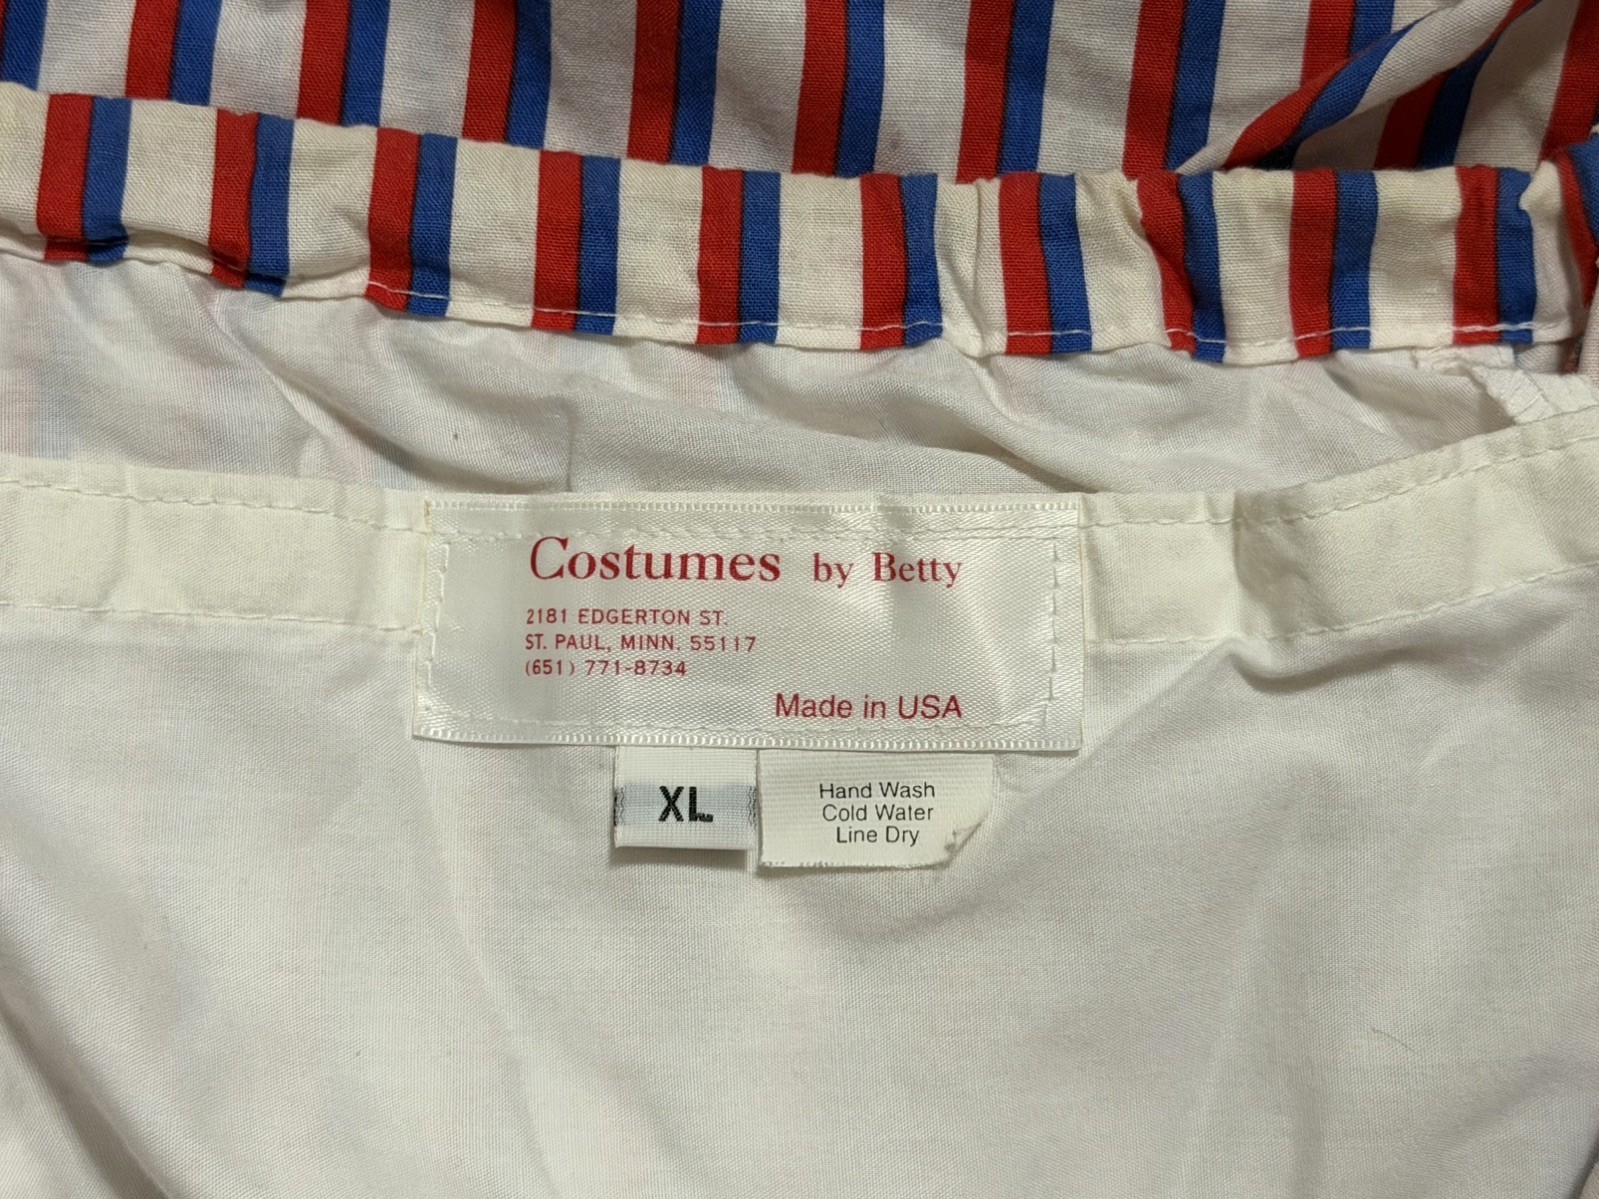 Costumes by Betty
2181 EDGERTON ST.
ST. PAUL, MINN. 55117
(651) 771-8734
Made in USA
XL
Hand Wash
Cold Water
Line Dry